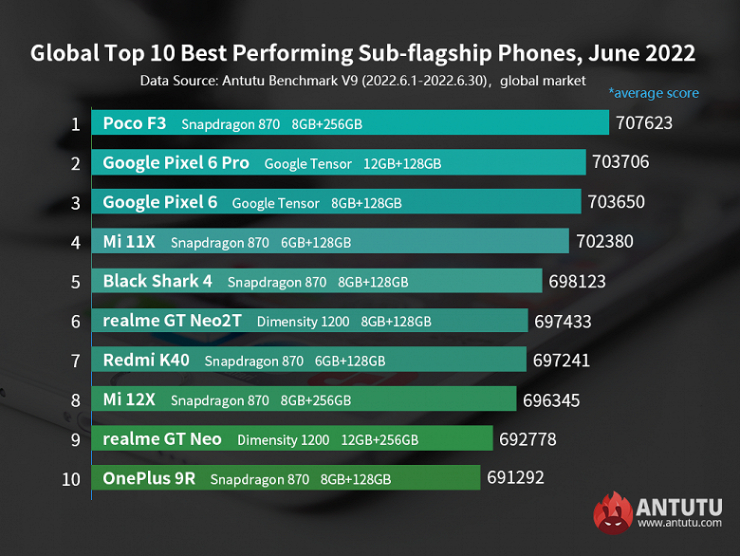 Global Top 10 Best Performing Sub-flagship Phones, June 2022
Data Source: Antutu Benchmark V9 (2022.6.1-2022.6.30),  global market
*average score
1 Poco F3 Snapdragon 870 8GB+256GB 707623
2 Google Pixel 6 Pro Google Tensor 12GB+128GB 703706
3 Google Pixel 6 Google Tensor 8GB+128GB 703650
4 Mi 11X Snapdragon 870 6GB+128GB 702380
5 Black Shark 4 Snapdragon 870 8GB+128GB 698123
6 realme GT Neo2T Dimensity 1200 8GB+128GB 697433
7 Redmi K40 Snapdragon 870 6GB+128GB 697241
8 Mi 12X Snapdragon 870 8GB+256GB 696345
9 realme GT Neo Dimensity 1200 12GB+256GB 692778
10 OnePlus 9R Snapdragon 870 8GB+128GB 691292
ANTUTU
www.antutu.com